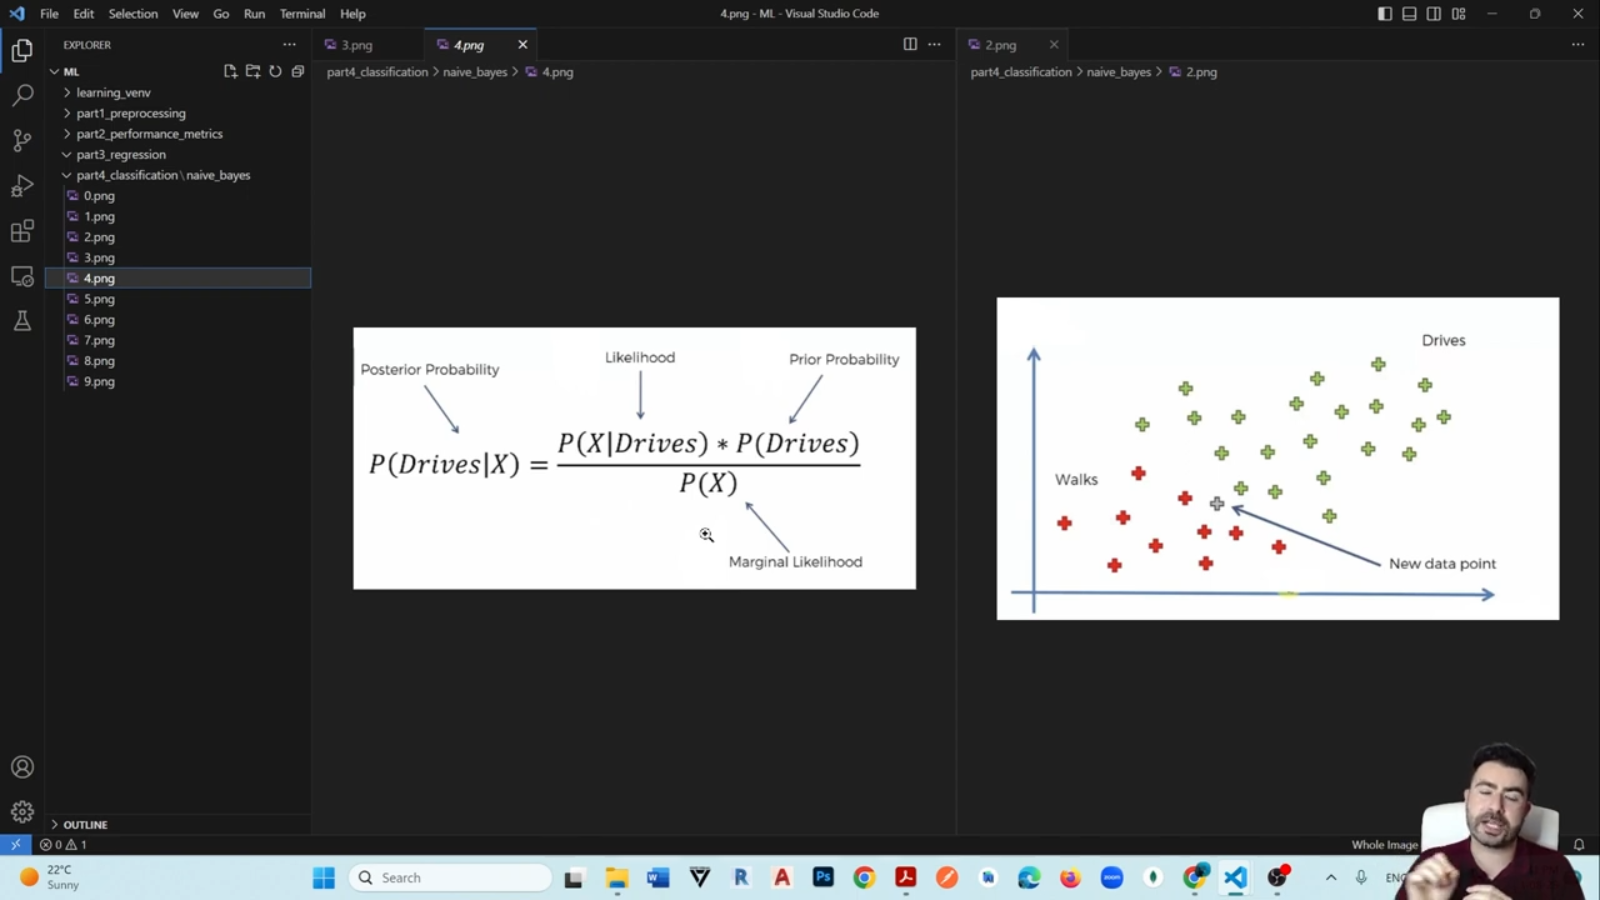 File Edit Selection View Go Run Terminal Help
4.png - ML - Visual Studio Code
EXPLORER
ML
learning_venv
part1_preprocessing
part2_performance_metrics
part3_regression
part4_classification\naive_bayes
0.png
1.png
2.png
3.png
4.png
5.png
6.png
7.png
8.png
9.png
OUTLINE
3.png
4.png
part4_classification > naive_bayes > 4.png
Posterior Probability
Likelihood
Prior Probability
P(X|Drives) * P(Drives)
P(Drives|X) =
P(X)
Marginal Likelihood
2.png
part4_classification > naive_bayes > 2.png
Drives
Walks
New data point
0 1
Whole Image
22°C
Sunny
Search
Ps
zoom
ENG